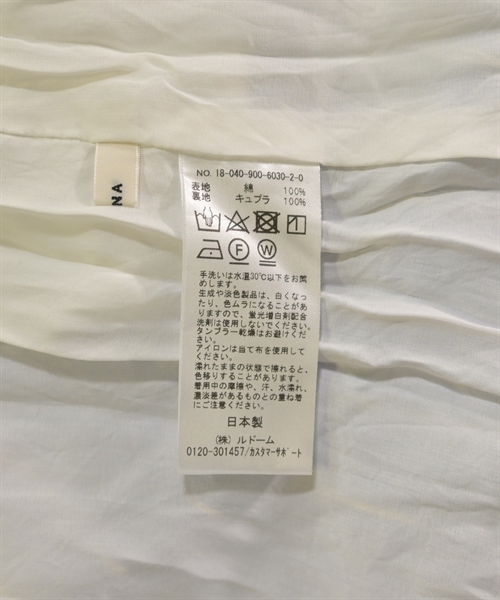 NA
NO. 18-040-900-6030-2-0
表地 綿 100%
裏地 キュプラ 100%
F W
手洗いは水温30℃以下をお薦
めします。
生成や淡色製品は、白くなっ
たり、色ムラになることがあ
りますので、蛍光増白剤配合
洗剤は使用しないでください。
タンブラー乾燥はお避けくだ
さい。
アイロンは当て布を使用して
ください。
濡れたままの状態で擦れると、
色移りすることがあります。
着用中の摩擦や、汗、水濡れ、
濃淡差があるものとの重ね着
にご注意ください。
日本製
(株) ルドーム
0120-301457/カスタマーサポート